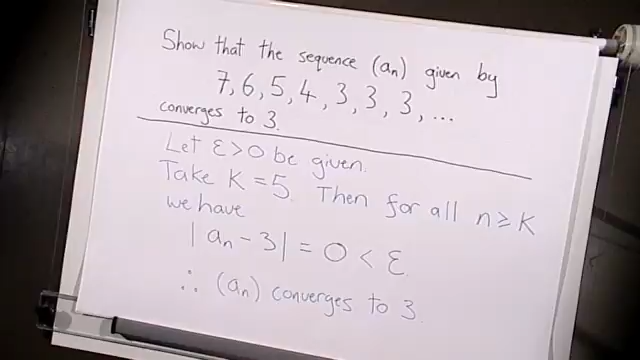 Show that the sequence (aₙ) given by
7, 6, 5, 4, 3, 3, 3, ...
converges to 3.
Let ε>0 be given.
Take K = 5. Then for all n ≥ K
we have
| aₙ - 3 | = 0 < ε.
∴ (aₙ) converges to 3.